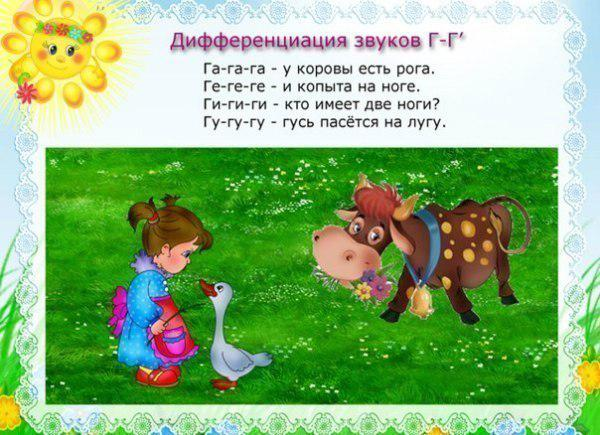 Дифференциация звуков Г-Г’
Га-га-га - у коровы есть рога.
Ге-ге-ге - и копыта на ноге.
Ги-ги-ги - кто имеет две ноги?
Гу-гу-гу - гусь пасётся на лугу.